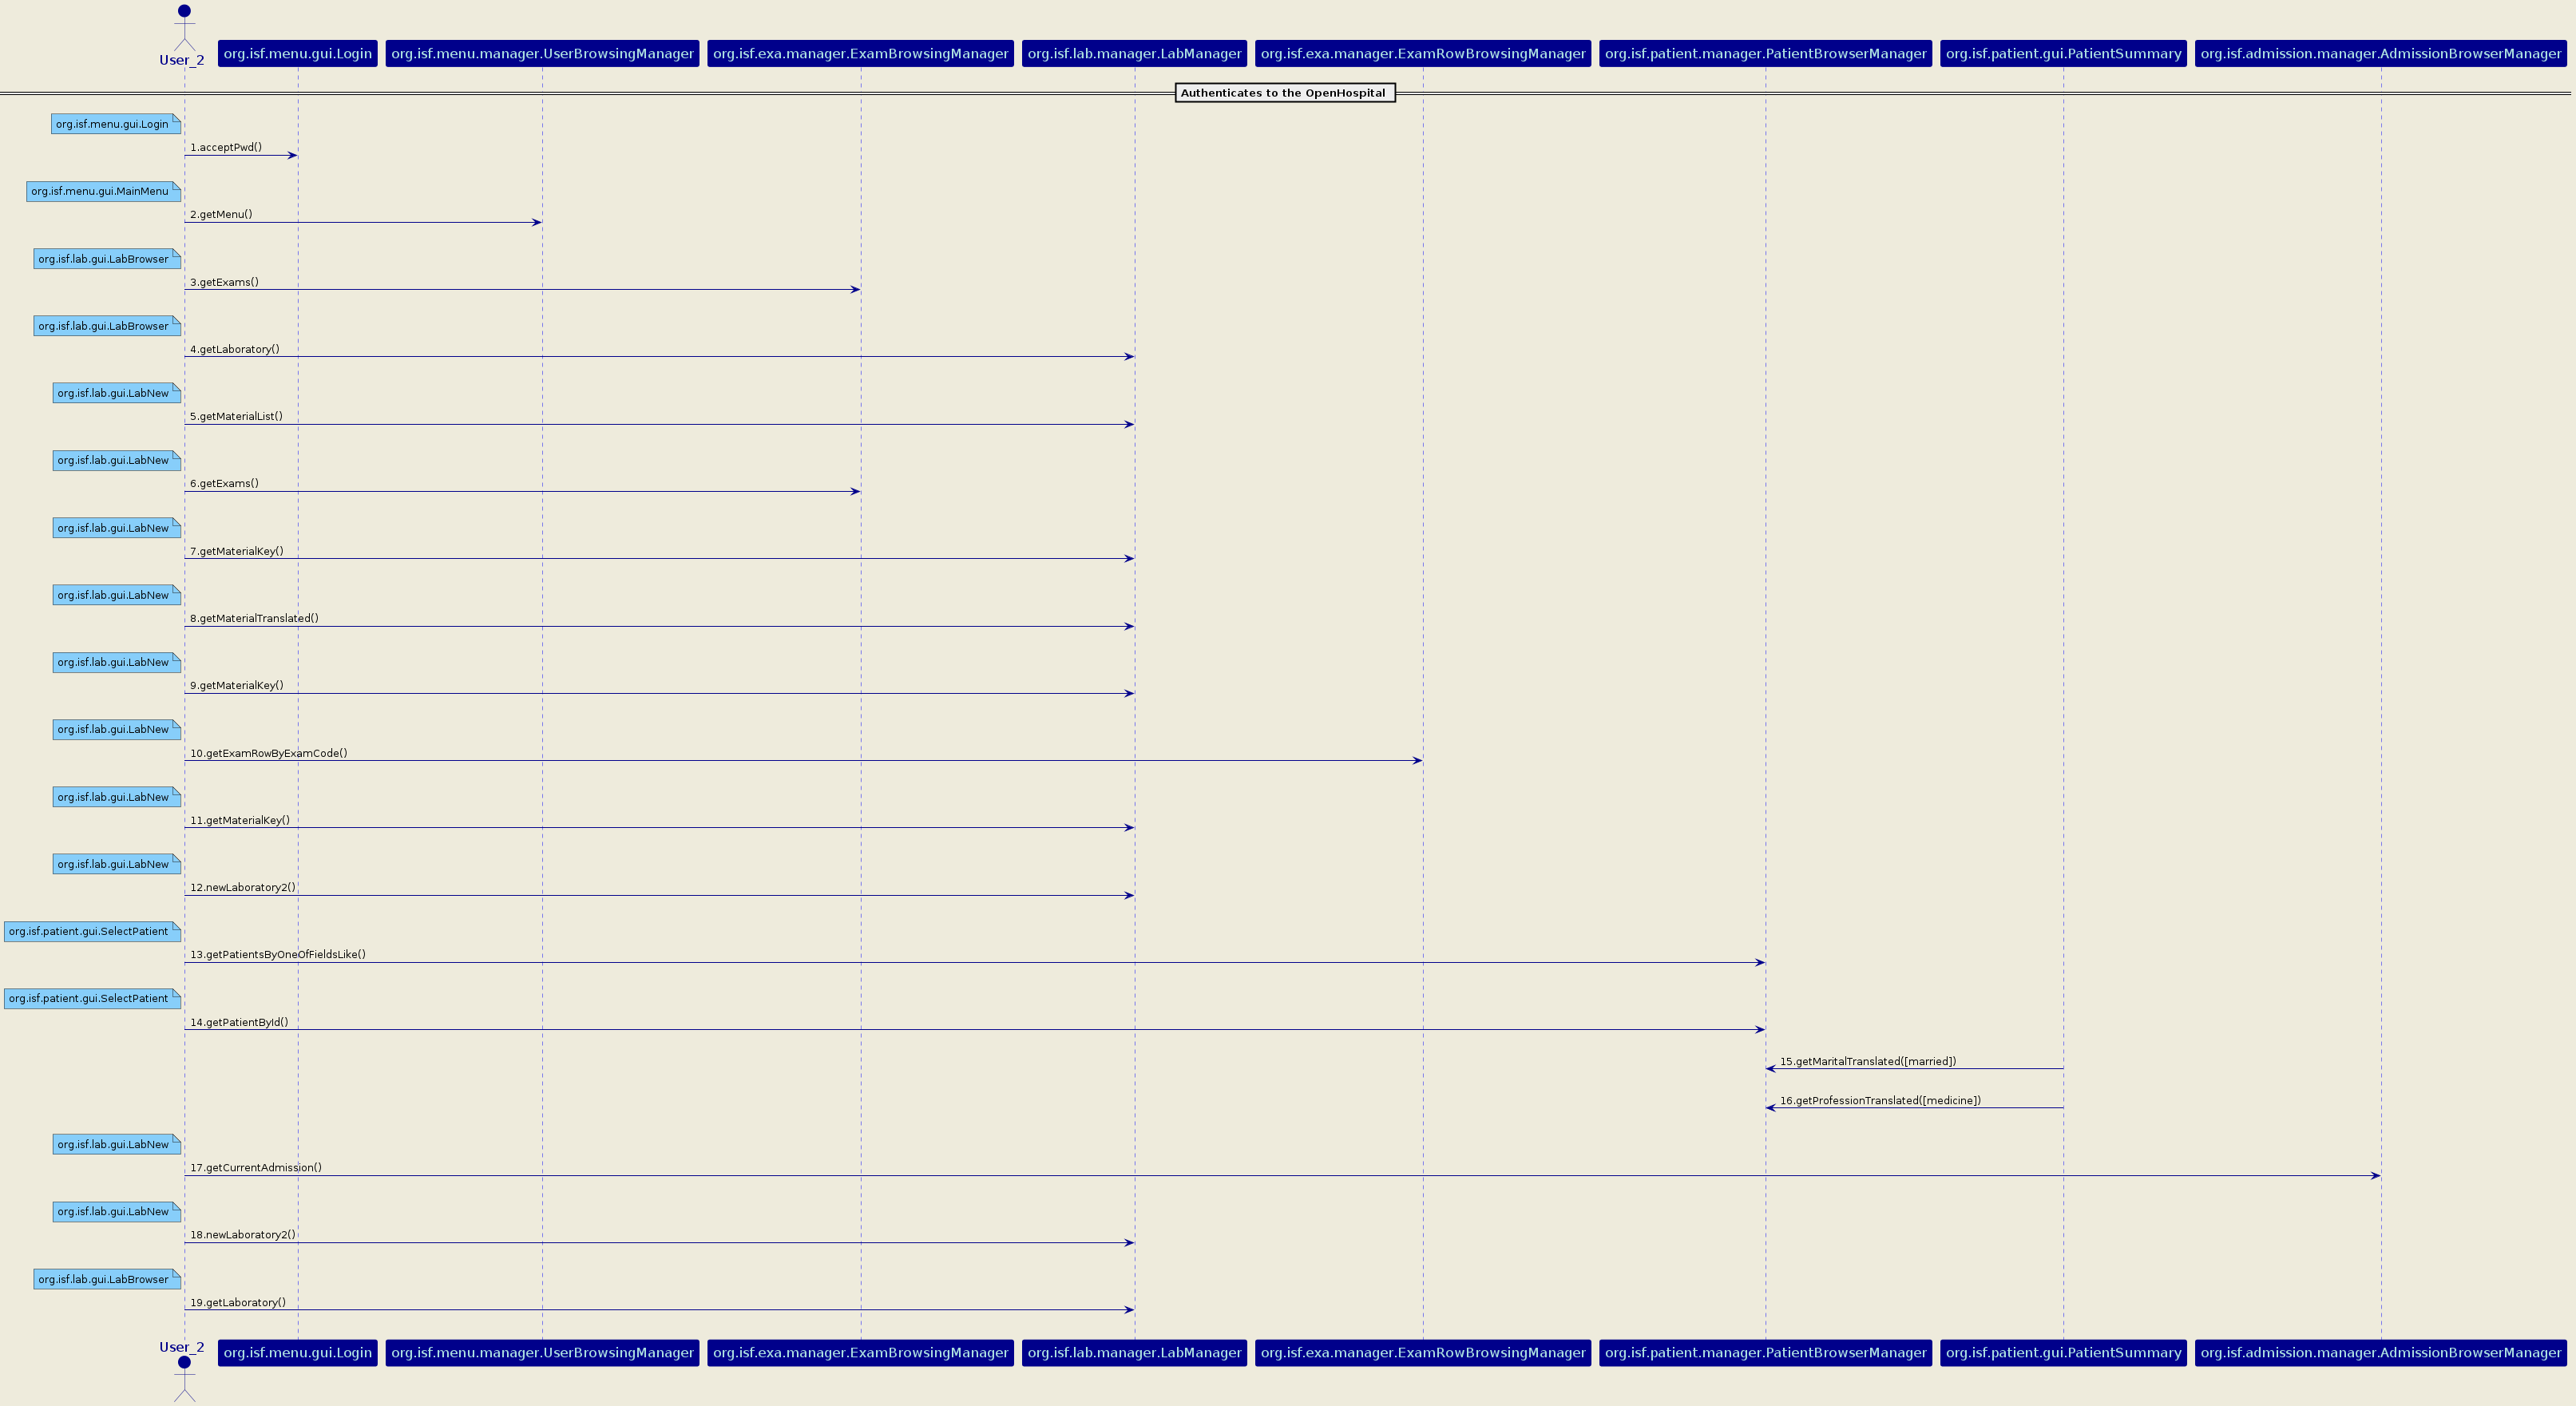 User_2
org.isf.menu.gui.Login
org.isf.menu.manager.UserBrowsingManager
org.isf.exa.manager.ExamBrowsingManager
org.isf.lab.manager.LabManager
org.isf.exa.manager.ExamRowBrowsingManager
org.isf.patient.manager.PatientBrowserManager
org.isf.patient.gui.PatientSummary
org.isf.admission.manager.AdmissionBrowserManager
Authenticates to the OpenHospital
org.isf.menu.gui.Login
1.acceptPwd()
org.isf.menu.gui.MainMenu
2.getMenu()
org.isf.lab.gui.LabBrowser
3.getExams()
org.isf.lab.gui.LabBrowser
4.getLaboratory()
org.isf.lab.gui.LabNew
5.getMaterialList()
org.isf.lab.gui.LabNew
6.getExams()
org.isf.lab.gui.LabNew
7.getMaterialKey()
org.isf.lab.gui.LabNew
8.getMaterialTranslated()
org.isf.lab.gui.LabNew
9.getMaterialKey()
org.isf.lab.gui.LabNew
10.getExamRowByExamCode()
org.isf.lab.gui.LabNew
11.getMaterialKey()
org.isf.lab.gui.LabNew
12.newLaboratory2()
org.isf.patient.gui.SelectPatient
13.getPatientsByOneOfFieldsLike()
org.isf.patient.gui.SelectPatient
14.getPatientById()
15.getMaritalTranslated([married])
16.getProfessionTranslated([medicine])
org.isf.lab.gui.LabNew
17.getCurrentAdmission()
org.isf.lab.gui.LabNew
18.newLaboratory2()
org.isf.lab.gui.LabBrowser
19.getLaboratory()
User_2
org.isf.menu.gui.Login
org.isf.menu.manager.UserBrowsingManager
org.isf.exa.manager.ExamBrowsingManager
org.isf.lab.manager.LabManager
org.isf.exa.manager.ExamRowBrowsingManager
org.isf.patient.manager.PatientBrowserManager
org.isf.patient.gui.PatientSummary
org.isf.admission.manager.AdmissionBrowserManager